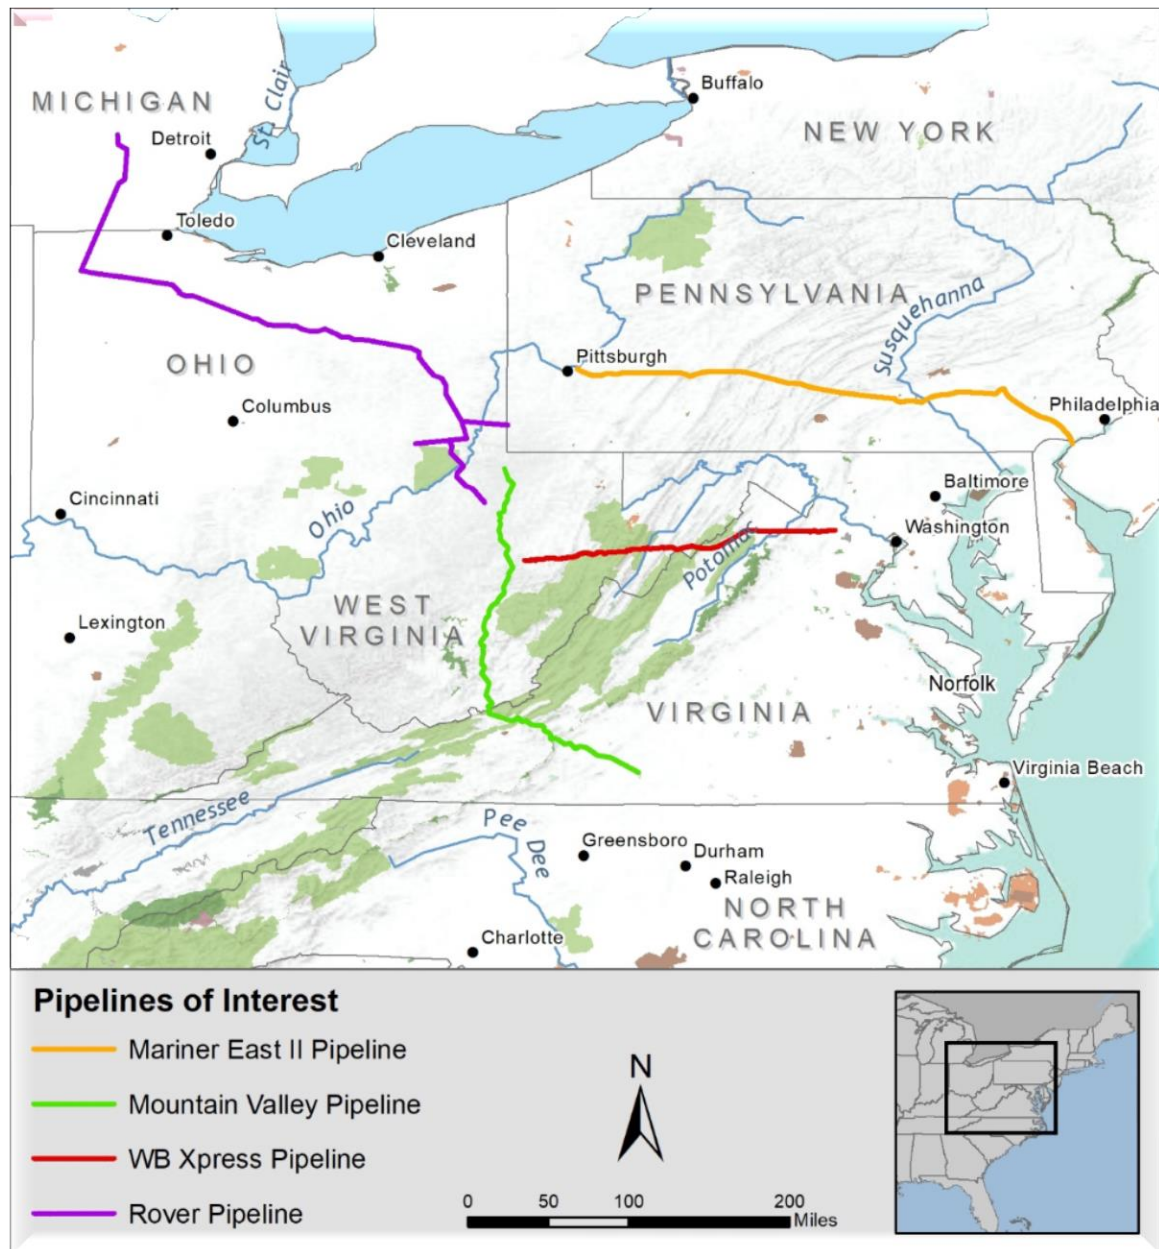 MICHIGAN
St. Clair
Detroit
Buffalo
NEW YORK
Toledo
Cleveland
PENNSYLVANIA
Susquehanna
OHIO
Pittsburgh
Columbus
Philadelphia
Cincinnati
Ohio
Baltimore
Washington
Potomac
Lexington
WEST
VIRGINIA
Norfolk
VIRGINIA
Virginia Beach
Tennessee
Pee
Dee
Greensboro
Durham
Raleigh
NORTH
CAROLINA
Charlotte
Pipelines of Interest
Mariner East II Pipeline
Mountain Valley Pipeline
WB Xpress Pipeline
Rover Pipeline
N
0 50 100 200
Miles